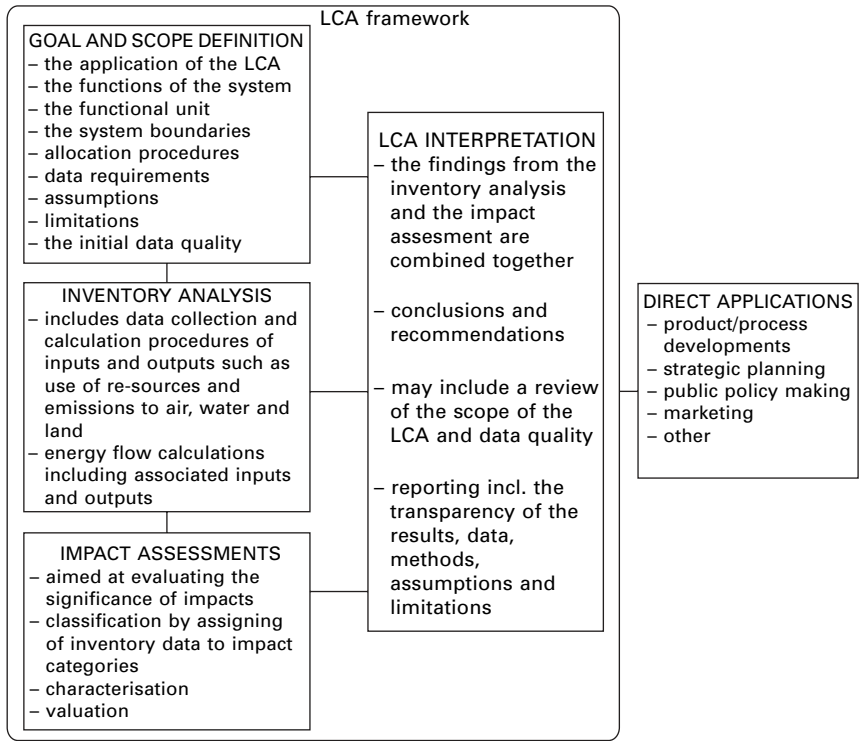 LCA framework
GOAL AND SCOPE DEFINITION
– the application of the LCA
– the functions of the system
– the functional unit
– the system boundaries
– allocation procedures
– data requirements
– assumptions
– limitations
– the initial data quality
INVENTORY ANALYSIS
– includes data collection and
calculation procedures of
inputs and outputs such as
use of re-sources and
emissions to air, water and
land
– energy flow calculations
including associated inputs
and outputs
IMPACT ASSESSMENTS
– aimed at evaluating the
significance of impacts
– classification by assigning
of inventory data to impact
categories
– characterisation
– valuation
LCA INTERPRETATION
– the findings from the
inventory analysis
and the impact
assesment are
combined together
– conclusions and
recommendations
– may include a review
of the scope of the
LCA and data quality
– reporting incl. the
transparency of the
results, data,
methods,
assumptions and
limitations
DIRECT APPLICATIONS
– product/process
developments
– strategic planning
– public policy making
– marketing
– other